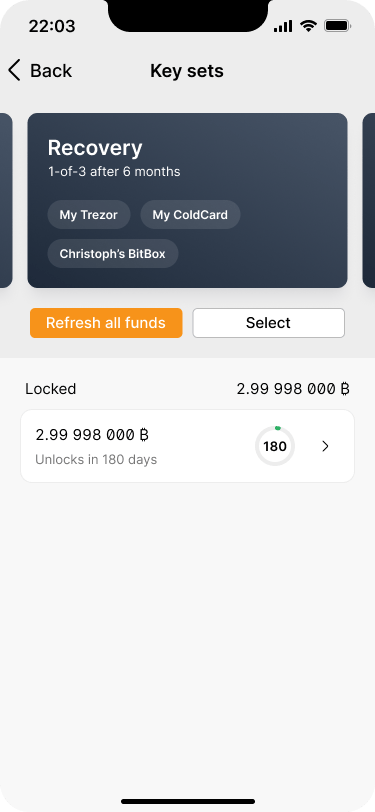 22:03
Back
Key sets
Recovery
1-of-3 after 6 months
My Trezor
My ColdCard
Christoph's BitBox
Refresh all funds
Select
Locked
2.99 998 000 ₿
2.99 998 000 ₿
Unlocks in 180 days
180